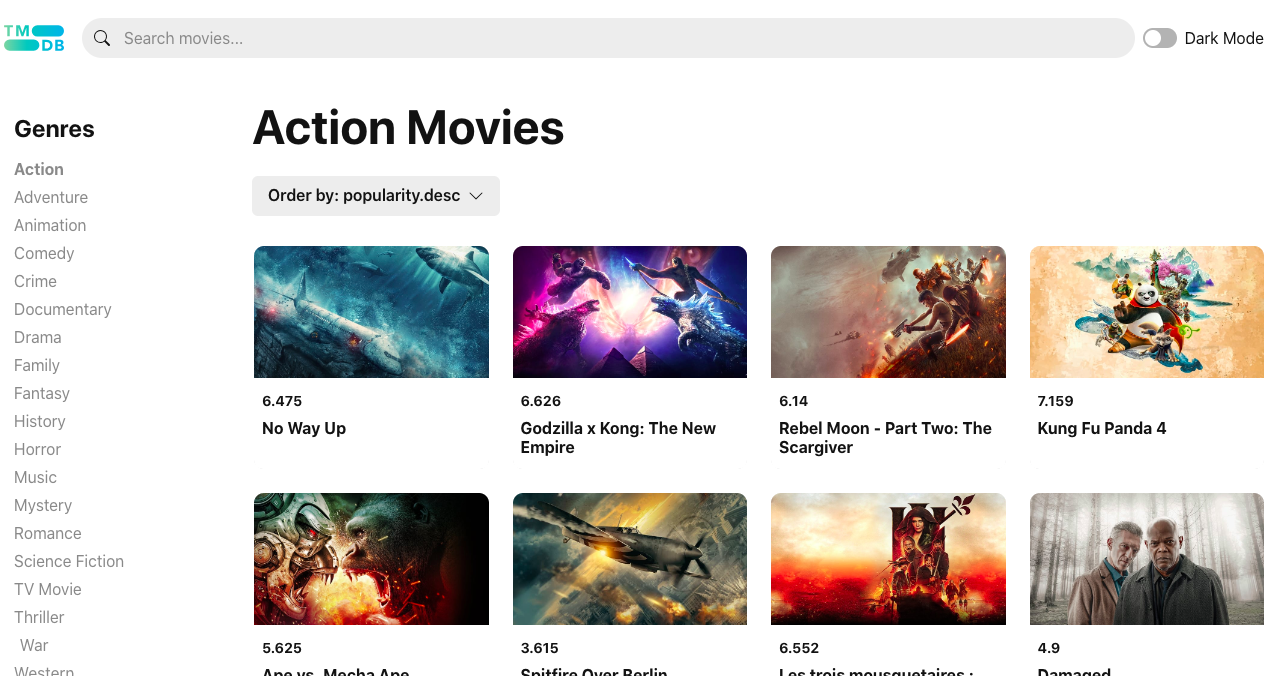 TM
DB
Search movies...
Dark Mode
Genres
Action
Adventure
Animation
Comedy
Crime
Documentary
Drama
Family
Fantasy
History
Horror
Music
Mystery
Romance
Science Fiction
TV Movie
Thriller
War
Western
Action Movies
Order by: popularity.desc
6.475
No Way Up
6.626
Godzilla x Kong: The New
Empire
6.14
Rebel Moon - Part Two: The
Scargiver
7.159
Kung Fu Panda 4
5.625
Ape vs. Mecha Ape
3.615
Spitfire Over Berlin
6.552
Les trois mousquetaires :
4.9
Damaged